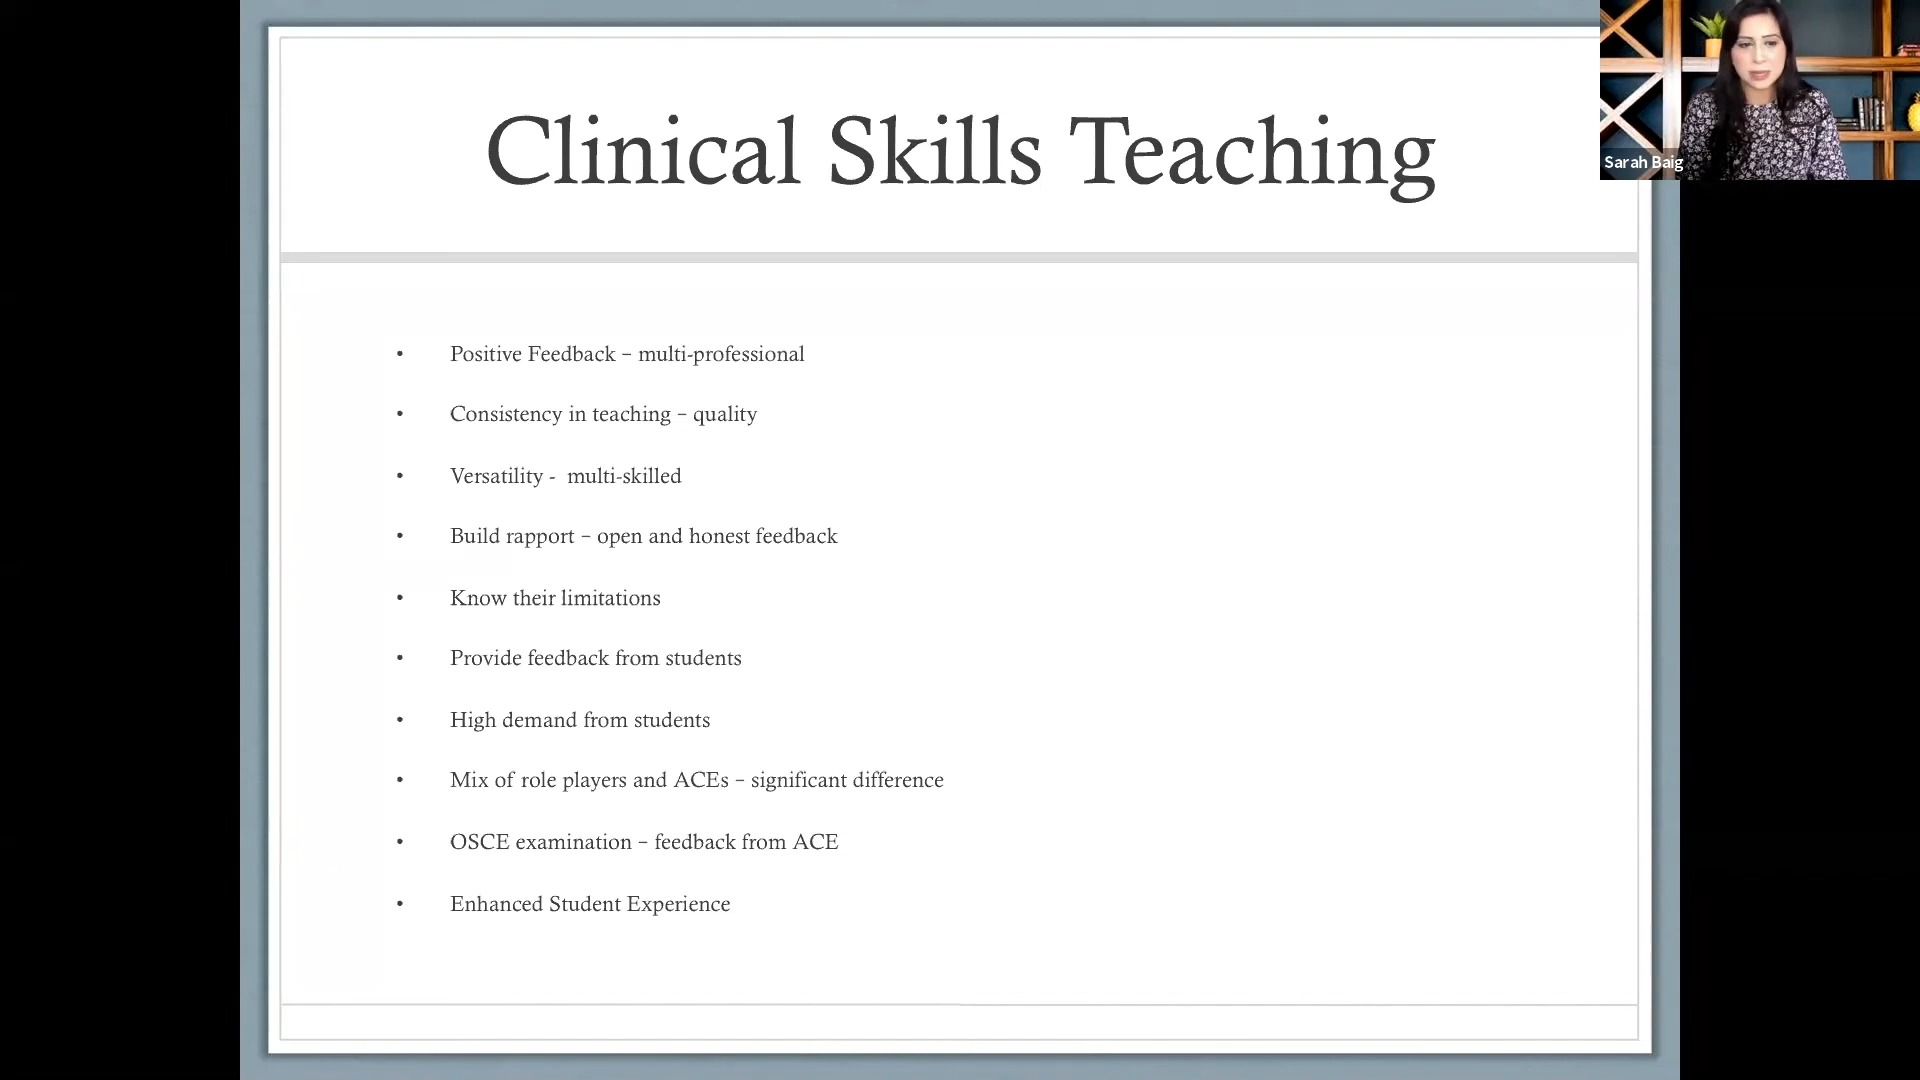 Clinical Skills Teaching
Sarah Baig
• Positive Feedback – multi-professional
• Consistency in teaching – quality
• Versatility -  multi-skilled
• Build rapport – open and honest feedback
• Know their limitations
• Provide feedback from students
• High demand from students
• Mix of role players and ACEs – significant difference
• OSCE examination – feedback from ACE
• Enhanced Student Experience